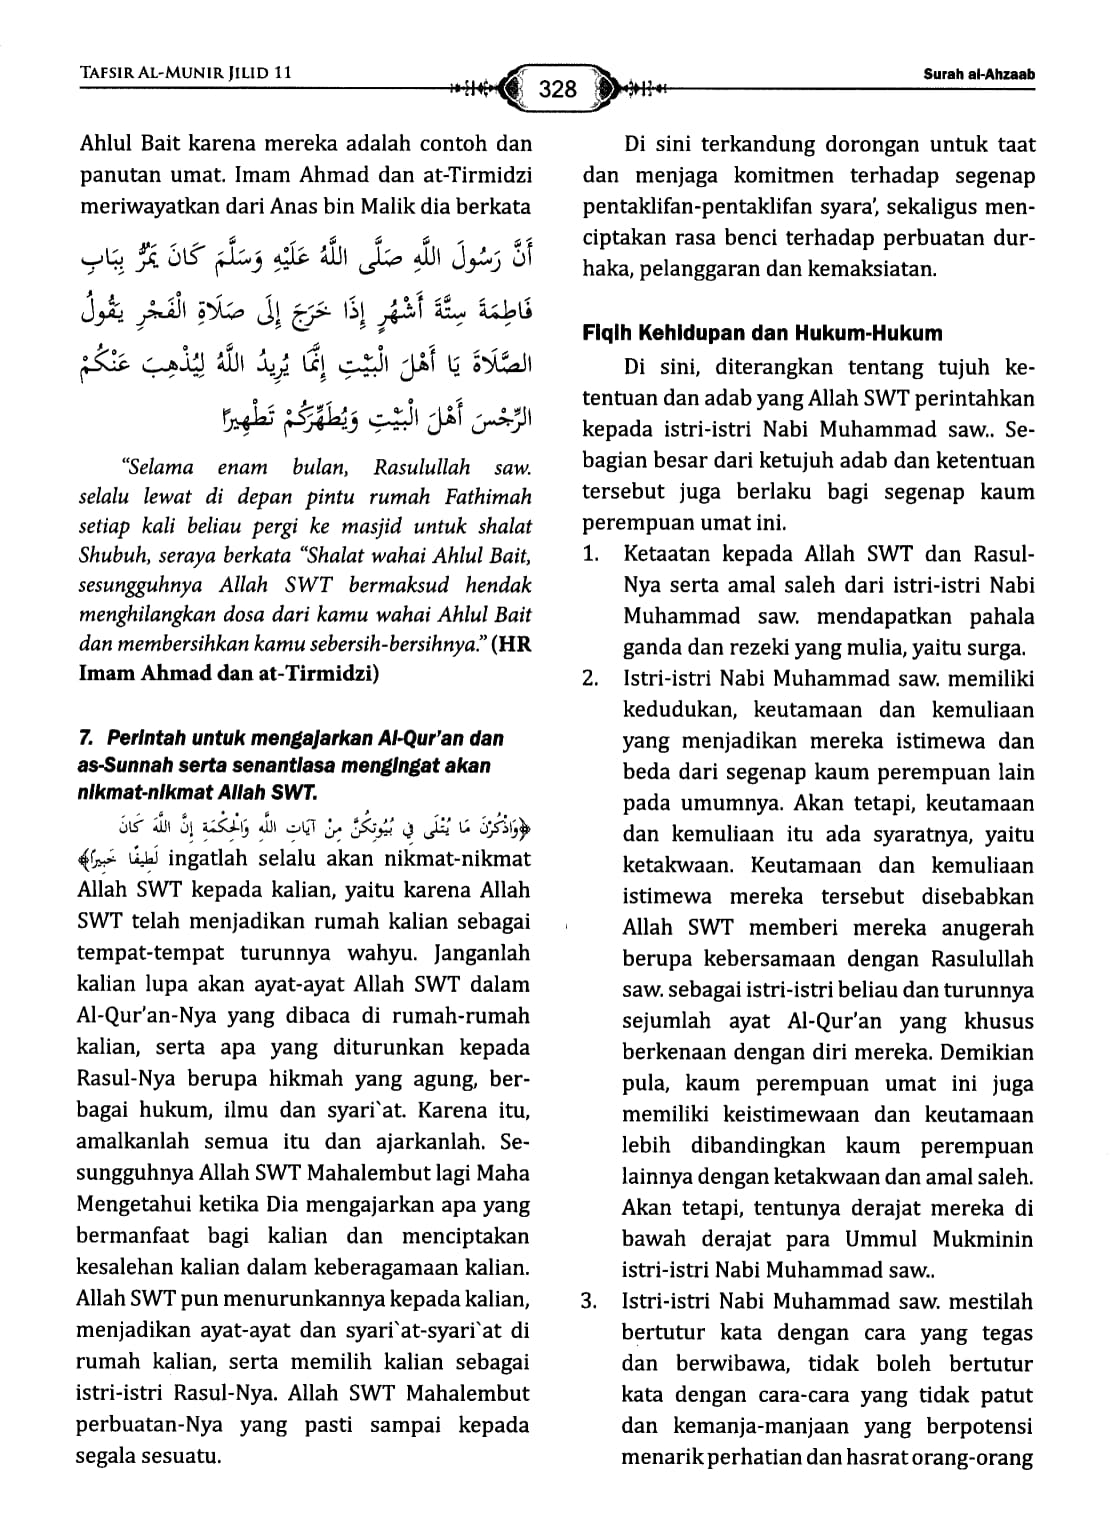 TAFSIR AL-MUNIR JILID 11
328
Surah al-Ahzaab
Ahlul Bait karena mereka adalah contoh dan
panutan umat. Imam Ahmad dan at-Tirmidzi
meriwayatkan dari Anas bin Malik dia berkata
أَنَّ رَسُولَ اللَّهِ صَلَّى اللَّهُ عَلَيْهِ وَسَلَّمَ كَانَ يَمُرُّ بِبَابِ
فَاطِمَةَ سِتَّةَ أَشْهُرٍ إِذَا خَرَجَ إِلَى صَلَاةِ الْفَجْرِ يَقُولُ
الصَّلَاةَ يَا أَهْلَ الْبَيْتِ إِنَّمَا يُرِيدُ اللَّهُ لِيُذْهِبَ عَنْكُمْ
الرِّجْسَ أَهْلَ الْبَيْتِ وَيُطَهِّرَكُمْ تَطْهِيرًا
“Selama enam bulan, Rasulullah saw.
selalu lewat di depan pintu rumah Fathimah
setiap kali beliau pergi ke masjid untuk shalat
Shubuh, seraya berkata “Shalat wahai Ahlul Bait,
sesungguhnya Allah SWT bermaksud hendak
menghilangkan dosa dari kamu wahai Ahlul Bait
dan membersihkan kamu sebersih-bersihnya.” (HR
Imam Ahmad dan at-Tirmidzi)
7. Perintah untuk mengajarkan Al-Qur’an dan
as-Sunnah serta senantiasa mengingat akan
nikmat-nikmat Allah SWT.
﴿وَاذْكُرْنَ مَا يُتْلَى فِي بُيُوتِكُنَّ مِنْ آيَاتِ اللَّهِ وَالْحِكْمَةِ إِنَّ اللَّهَ كَانَ
لَطِيفًا خَبِيرًا﴾ ingatlah selalu akan nikmat-nikmat
Allah SWT kepada kalian, yaitu karena Allah
SWT telah menjadikan rumah kalian sebagai
tempat-tempat turunnya wahyu. Janganlah
kalian lupa akan ayat-ayat Allah SWT dalam
Al-Qur’an-Nya yang dibaca di rumah-rumah
kalian, serta apa yang diturunkan kepada
Rasul-Nya berupa hikmah yang agung, ber-
bagai hukum, ilmu dan syari`at. Karena itu,
amalkanlah semua itu dan ajarkanlah. Se-
sungguhnya Allah SWT Mahalembut lagi Maha
Mengetahui ketika Dia mengajarkan apa yang
bermanfaat bagi kalian dan menciptakan
kesalehan kalian dalam keberagamaan kalian.
Allah SWT pun menurunkannya kepada kalian,
menjadikan ayat-ayat dan syari`at-syari`at di
rumah kalian, serta memilih kalian sebagai
istri-istri Rasul-Nya. Allah SWT Mahalembut
perbuatan-Nya yang pasti sampai kepada
segala sesuatu.
Di sini terkandung dorongan untuk taat
dan menjaga komitmen terhadap segenap
pentaklifan-pentaklifan syara’, sekaligus men-
ciptakan rasa benci terhadap perbuatan dur-
haka, pelanggaran dan kemaksiatan.
Fiqih Kehidupan dan Hukum-Hukum
Di sini, diterangkan tentang tujuh ke-
tentuan dan adab yang Allah SWT perintahkan
kepada istri-istri Nabi Muhammad saw.. Se-
bagian besar dari ketujuh adab dan ketentuan
tersebut juga berlaku bagi segenap kaum
perempuan umat ini.
1. Ketaatan kepada Allah SWT dan Rasul-
Nya serta amal saleh dari istri-istri Nabi
Muhammad saw. mendapatkan pahala
ganda dan rezeki yang mulia, yaitu surga.
2. Istri-istri Nabi Muhammad saw. memiliki
kedudukan, keutamaan dan kemuliaan
yang menjadikan mereka istimewa dan
beda dari segenap kaum perempuan lain
pada umumnya. Akan tetapi, keutamaan
dan kemuliaan itu ada syaratnya, yaitu
ketakwaan. Keutamaan dan kemuliaan
istimewa mereka tersebut disebabkan
Allah SWT memberi mereka anugerah
berupa kebersamaan dengan Rasulullah
saw. sebagai istri-istri beliau dan turunnya
sejumlah ayat Al-Qur’an yang khusus
berkenaan dengan diri mereka. Demikian
pula, kaum perempuan umat ini juga
memiliki keistimewaan dan keutamaan
lebih dibandingkan kaum perempuan
lainnya dengan ketakwaan dan amal saleh.
Akan tetapi, tentunya derajat mereka di
bawah derajat para Ummul Mukminin
istri-istri Nabi Muhammad saw..
3. Istri-istri Nabi Muhammad saw. mestilah
bertutur kata dengan cara yang tegas
dan berwibawa, tidak boleh bertutur
kata dengan cara-cara yang tidak patut
dan kemanja-manjaan yang berpotensi
menarik perhatian dan hasrat orang-orang